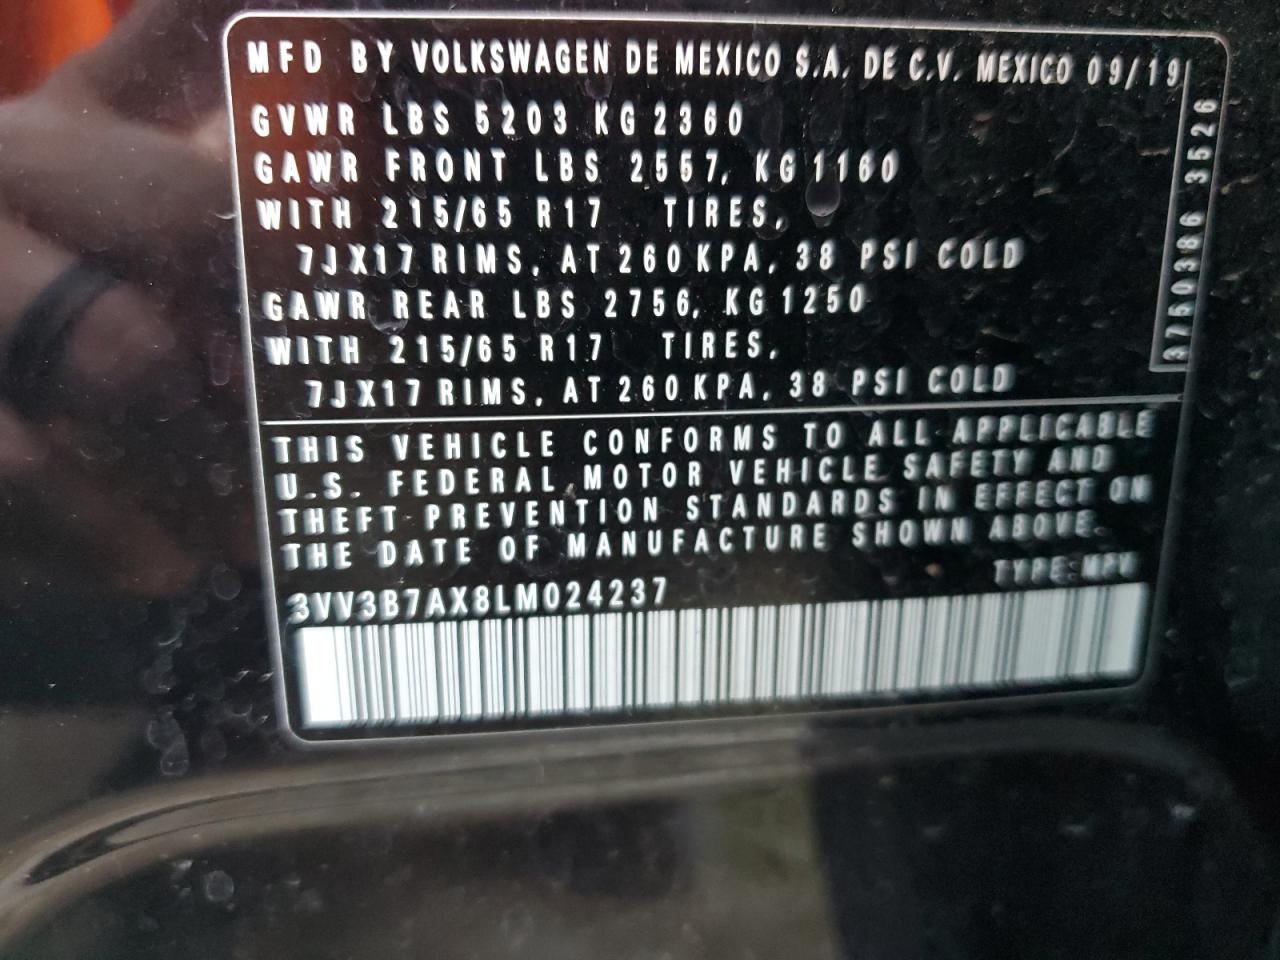 MFD BY VOLKSWAGEN DE MEXICO S.A. DE C.V. MEXICO 09/19
GVWR LBS 5203 KG 2360
GAWR FRONT LBS 2557, KG 1160
WITH 215/65 R17 TIRES,
7JX17 RIMS, AT 260 KPA, 38 PSI COLD
GAWR REAR LBS 2756, KG 1250
WITH 215/65 R17 TIRES,
7JX17 RIMS, AT 260 KPA, 38 PSI COLD
THIS VEHICLE CONFORMS TO ALL APPLICABLE
U.S. FEDERAL MOTOR VEHICLE SAFETY AND
THEFT PREVENTION STANDARDS IN EFFECT ON
THE DATE OF MANUFACTURE SHOWN ABOVE.
TYPE:MPV
3VV3B7AX8LM024237
3750386 3526